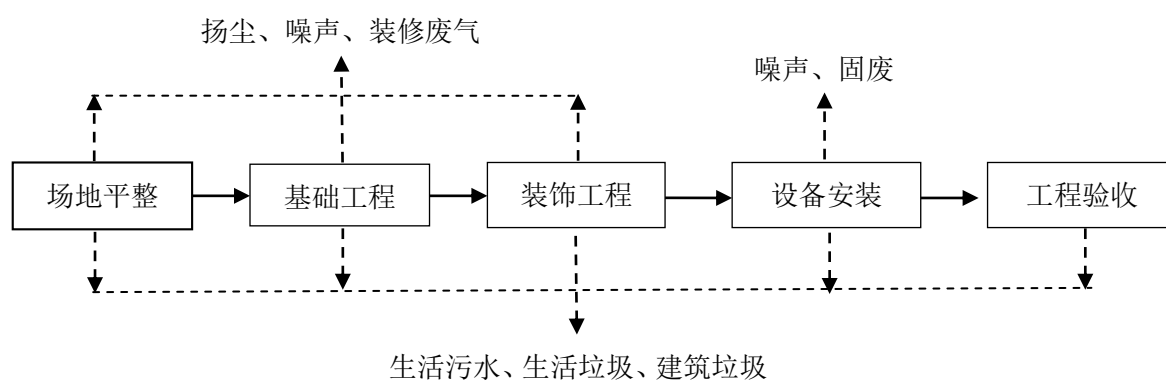 扬尘、噪声、装修废气
噪声、固废
场地平整
基础工程
装饰工程
设备安装
工程验收
生活污水、生活垃圾、建筑垃圾